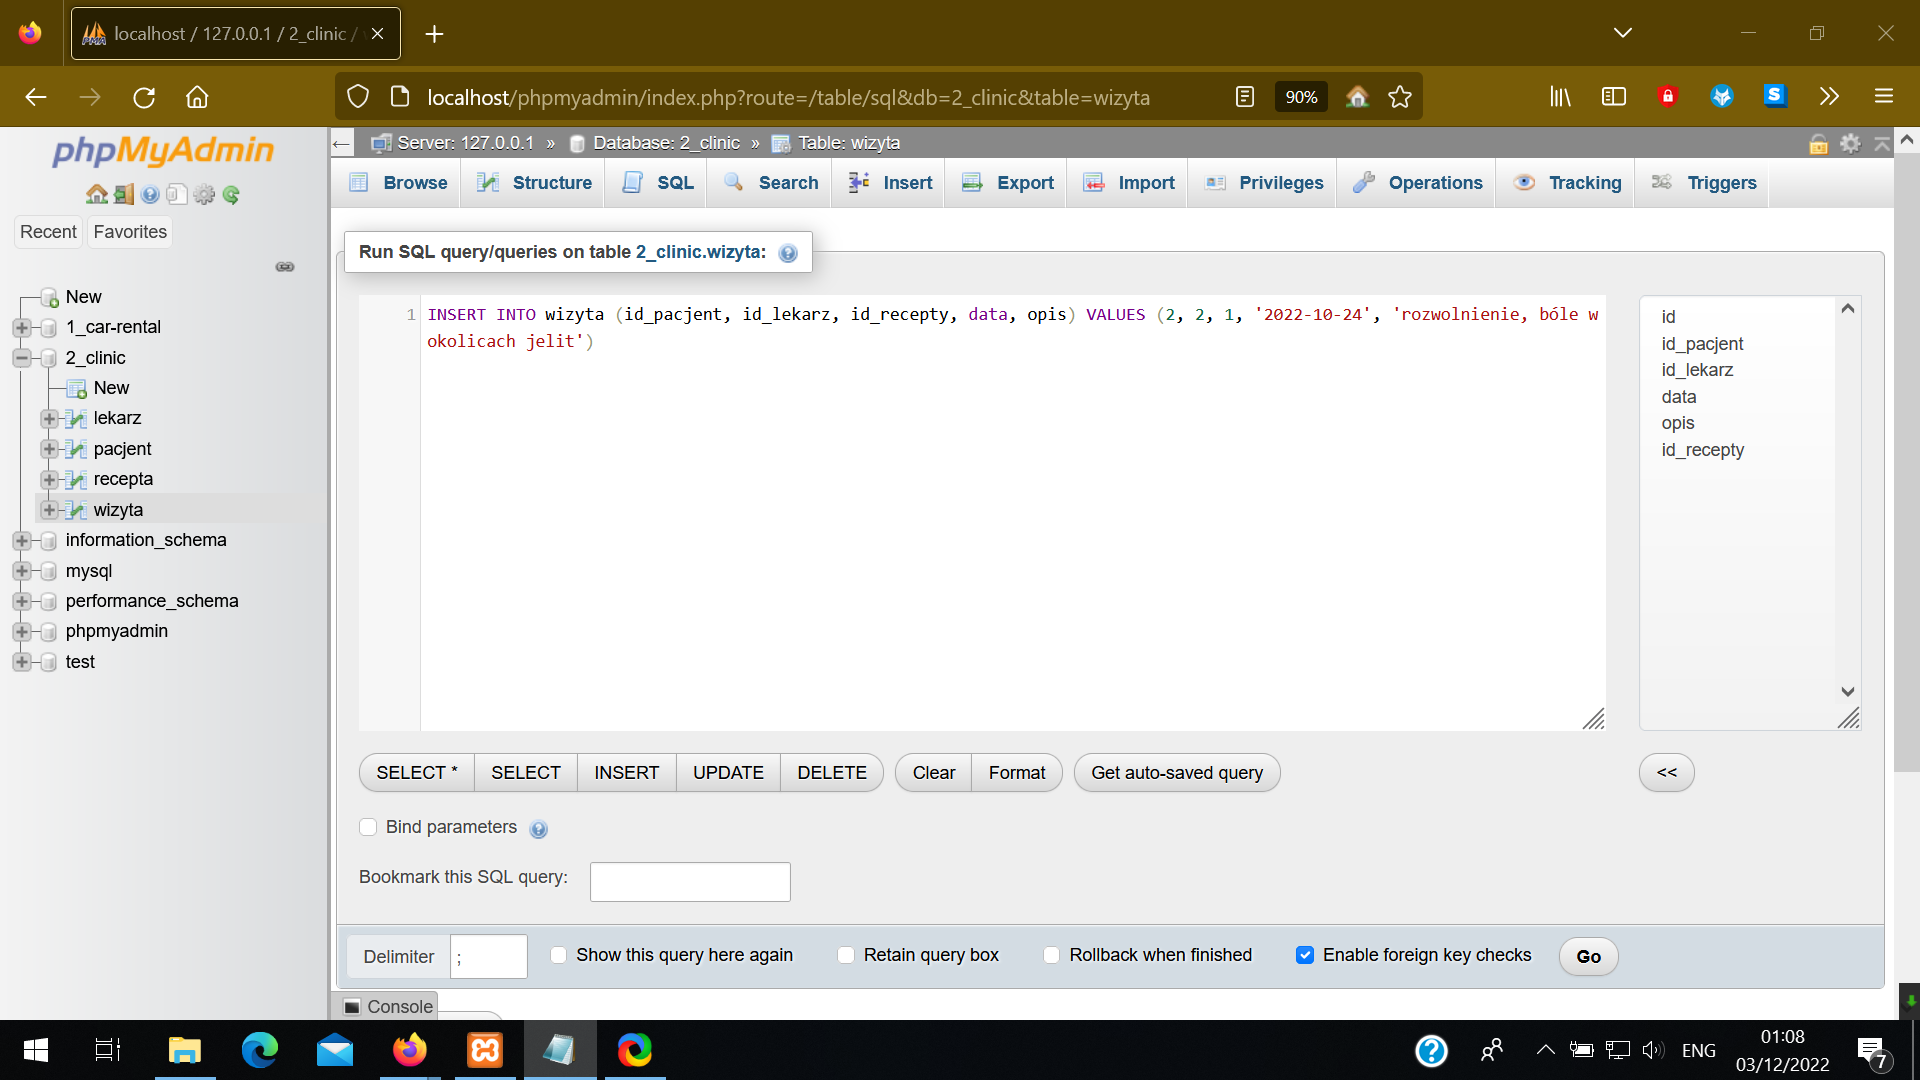 localhost / 127.0.0.1 / 2_clinic /
localhost/phpmyadmin/index.php?route=/table/sql&db=2_clinic&table=wizyta
90%
phpMyAdmin
Recent
Favorites
New
1_car-rental
2_clinic
New
lekarz
pacjent
recepta
wizyta
information_schema
mysql
performance_schema
phpmyadmin
test
Server: 127.0.0.1 » Database: 2_clinic » Table: wizyta
Browse Structure SQL Search Insert Export Import Privileges Operations Tracking Triggers
Run SQL query/queries on table 2_clinic.wizyta:
1 INSERT INTO wizyta (id_pacjent, id_lekarz, id_recepty, data, opis) VALUES (2, 2, 1, '2022-10-24', 'rozwolnienie, bóle w
okolicach jelit')
id
id_pacjent
id_lekarz
data
opis
id_recepty
SELECT * SELECT INSERT UPDATE DELETE Clear Format Get auto-saved query <<
Bind parameters
Bookmark this SQL query:
Delimiter ; Show this query here again Retain query box Rollback when finished Enable foreign key checks Go
Console
ENG
01:08
03/12/2022
7